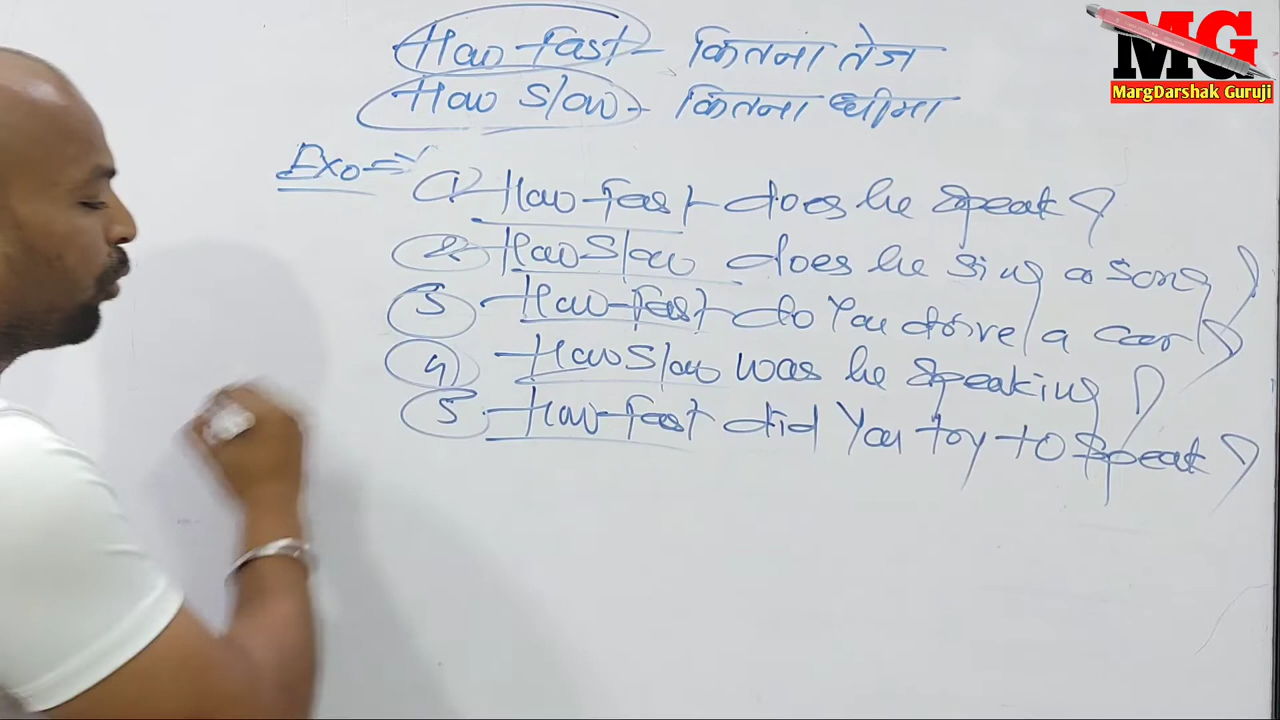 MG
MargDarshak Guruji
How Fast - कितना तेज
How Slow - कितना धीमा
Exo =>
(1) How Fast does he speak ?
2. How Slow does he sing a song ?
3 How Fast do You drive a car ?
4) How Slow was he speaking ?
5. How Fast did You try to speak ?